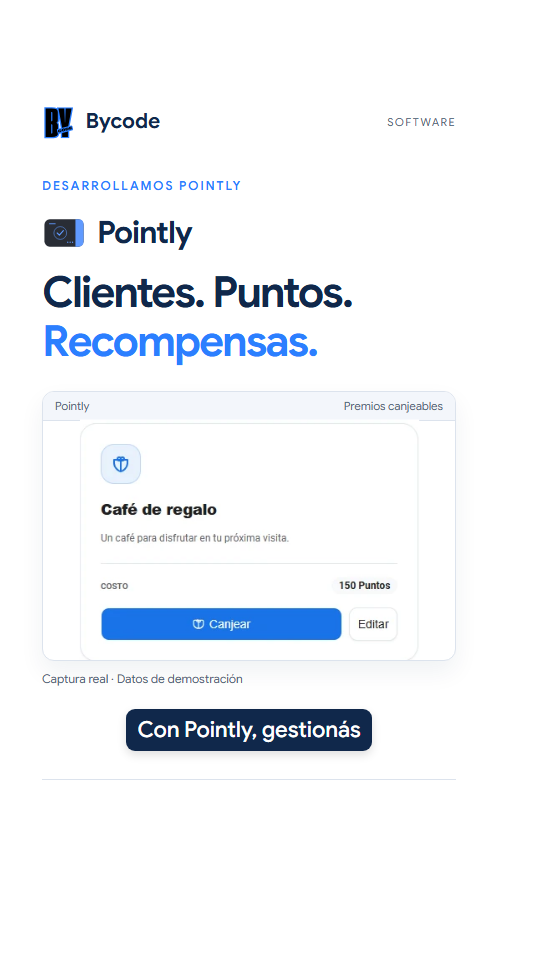 BY
Bycode
SOFTWARE
DESARROLLAMOS POINTLY
Pointly
Clientes. Puntos.
Recompensas.
Pointly
Premios canjeables
Café de regalo
Un café para disfrutar en tu próxima visita.
COSTO
150 Puntos
Canjear
Editar
Captura real · Datos de demostración
Con Pointly, gestionás